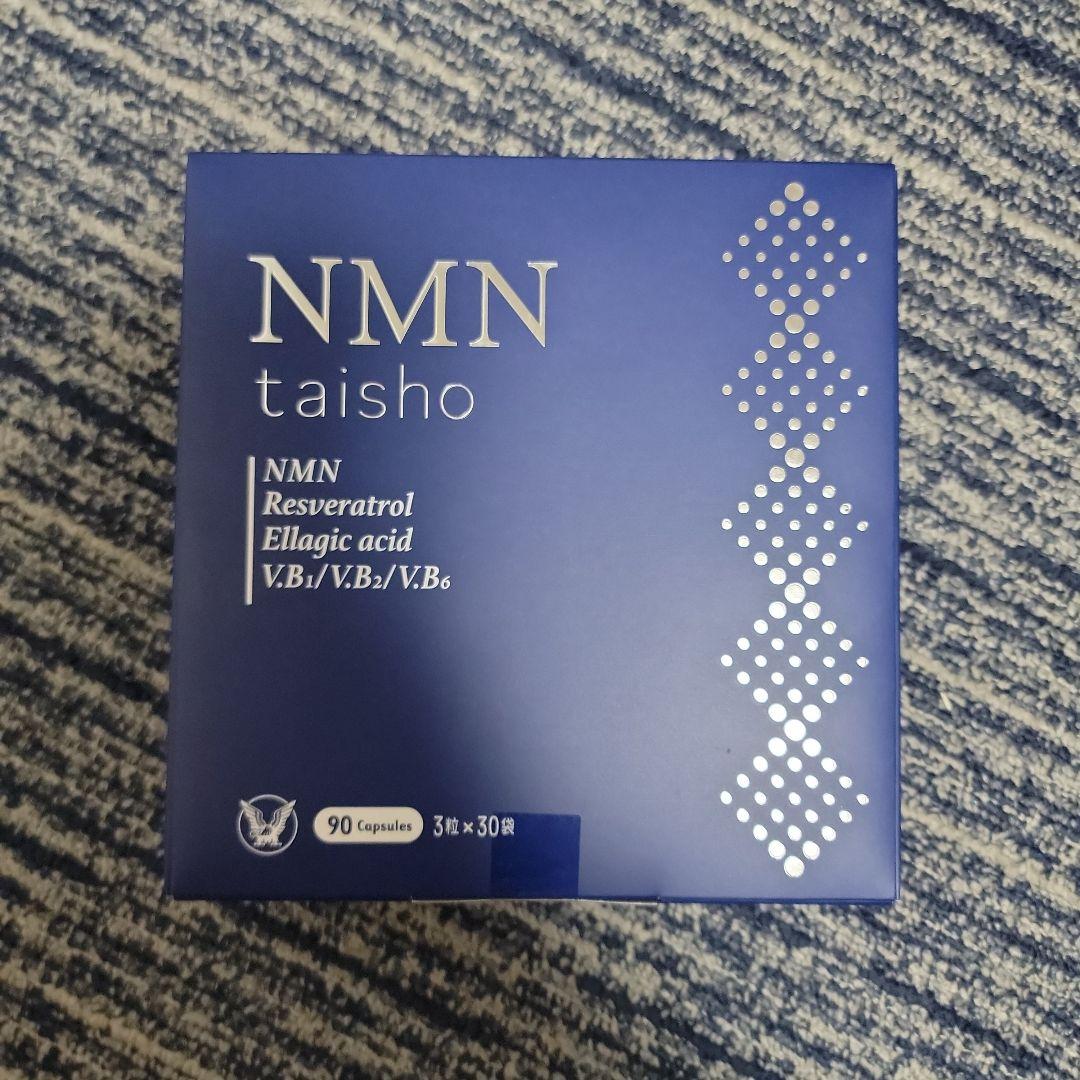 NMN
taisho
NMN
Resveratrol
Ellagic acid
V.B₁/V.B₂/V.B₆
90 Capsules 3粒×30袋